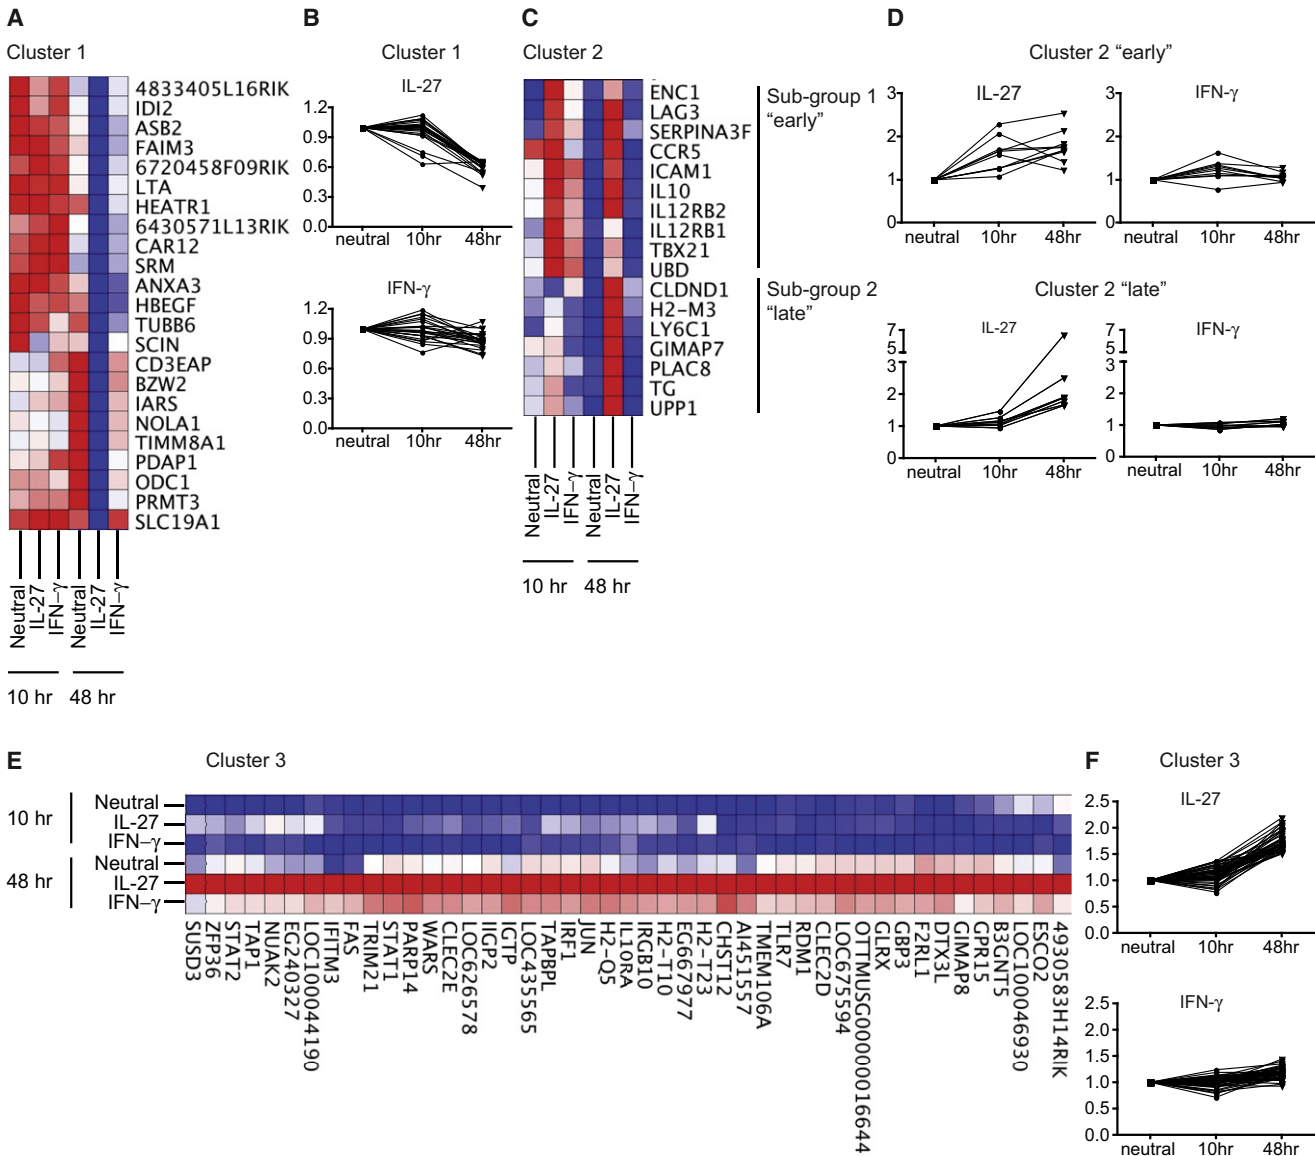 A
Cluster 1
4833405L16RIK
IDI2
ASB2
FAIM3
6720458F09RIK
LTA
HEATR1
6430571L13RIK
CAR12
SRM
ANXA3
HBEGF
TUBB6
SCIN
CD3EAP
BZW2
IARS
NOLA1
TIMM8A1
PDAP1
ODC1
PRMT3
SLC19A1
Neutral
IL-27
IFN-γ
Neutral
IL-27
IFN-γ
10 hr
48 hr
B
Cluster 1
IL-27
1.2
0.9
0.6
0.3
0.0
neutral 10hr 48hr
IFN-γ
1.2
0.9
0.6
0.3
0.0
neutral 10hr 48hr
C
Cluster 2
ENC1
LAG3
SERPINA3F
CCR5
ICAM1
IL10
IL12RB2
IL12RB1
TBX21
UBD
CLDND1
H2-M3
LY6C1
GIMAP7
PLAC8
TG
UPP1
Sub-group 1
"early"
Sub-group 2
"late"
Neutral
IL-27
IFN-γ
Neutral
IL-27
IFN-γ
10 hr
48 hr
D
Cluster 2 "early"
IL-27
3
2
1
0
neutral 10hr 48hr
IFN-γ
3
2
1
0
neutral 10hr 48hr
Cluster 2 "late"
IL-27
7
5
3
2
1
0
neutral 10hr 48hr
IFN-γ
7
5
3
2
1
0
neutral 10hr 48hr
E
Cluster 3
10 hr
Neutral
IL-27
IFN-γ
48 hr
Neutral
IL-27
IFN-γ
SUSD3
ZFP36
STAT2
TAP1
NUAK2
EG240327
LOC100044190
IFITM3
FAS
TRIM21
STAT1
PARP14
WARS
CLEC2E
LOC626578
IIGP2
IGTP
LOC435565
TAPBPL
IRF1
JUN
H2-Q5
IL10RA
IRGB10
H2-T10
EG667977
H2-T23
CHST12
AI451557
TMEM106A
TLR7
RDM1
CLEC2D
LOC675594
OTTMUSG00000016644
GLRX
GBP3
F2RL1
DTX3L
GIMAP8
GPR15
B3GNT5
LOC100046930
ESCO2
4930583H14RIK
F
Cluster 3
IL-27
2.5
2.0
1.5
1.0
0.5
0.0
neutral 10hr 48hr
IFN-γ
2.5
2.0
1.5
1.0
0.5
0.0
neutral 10hr 48hr